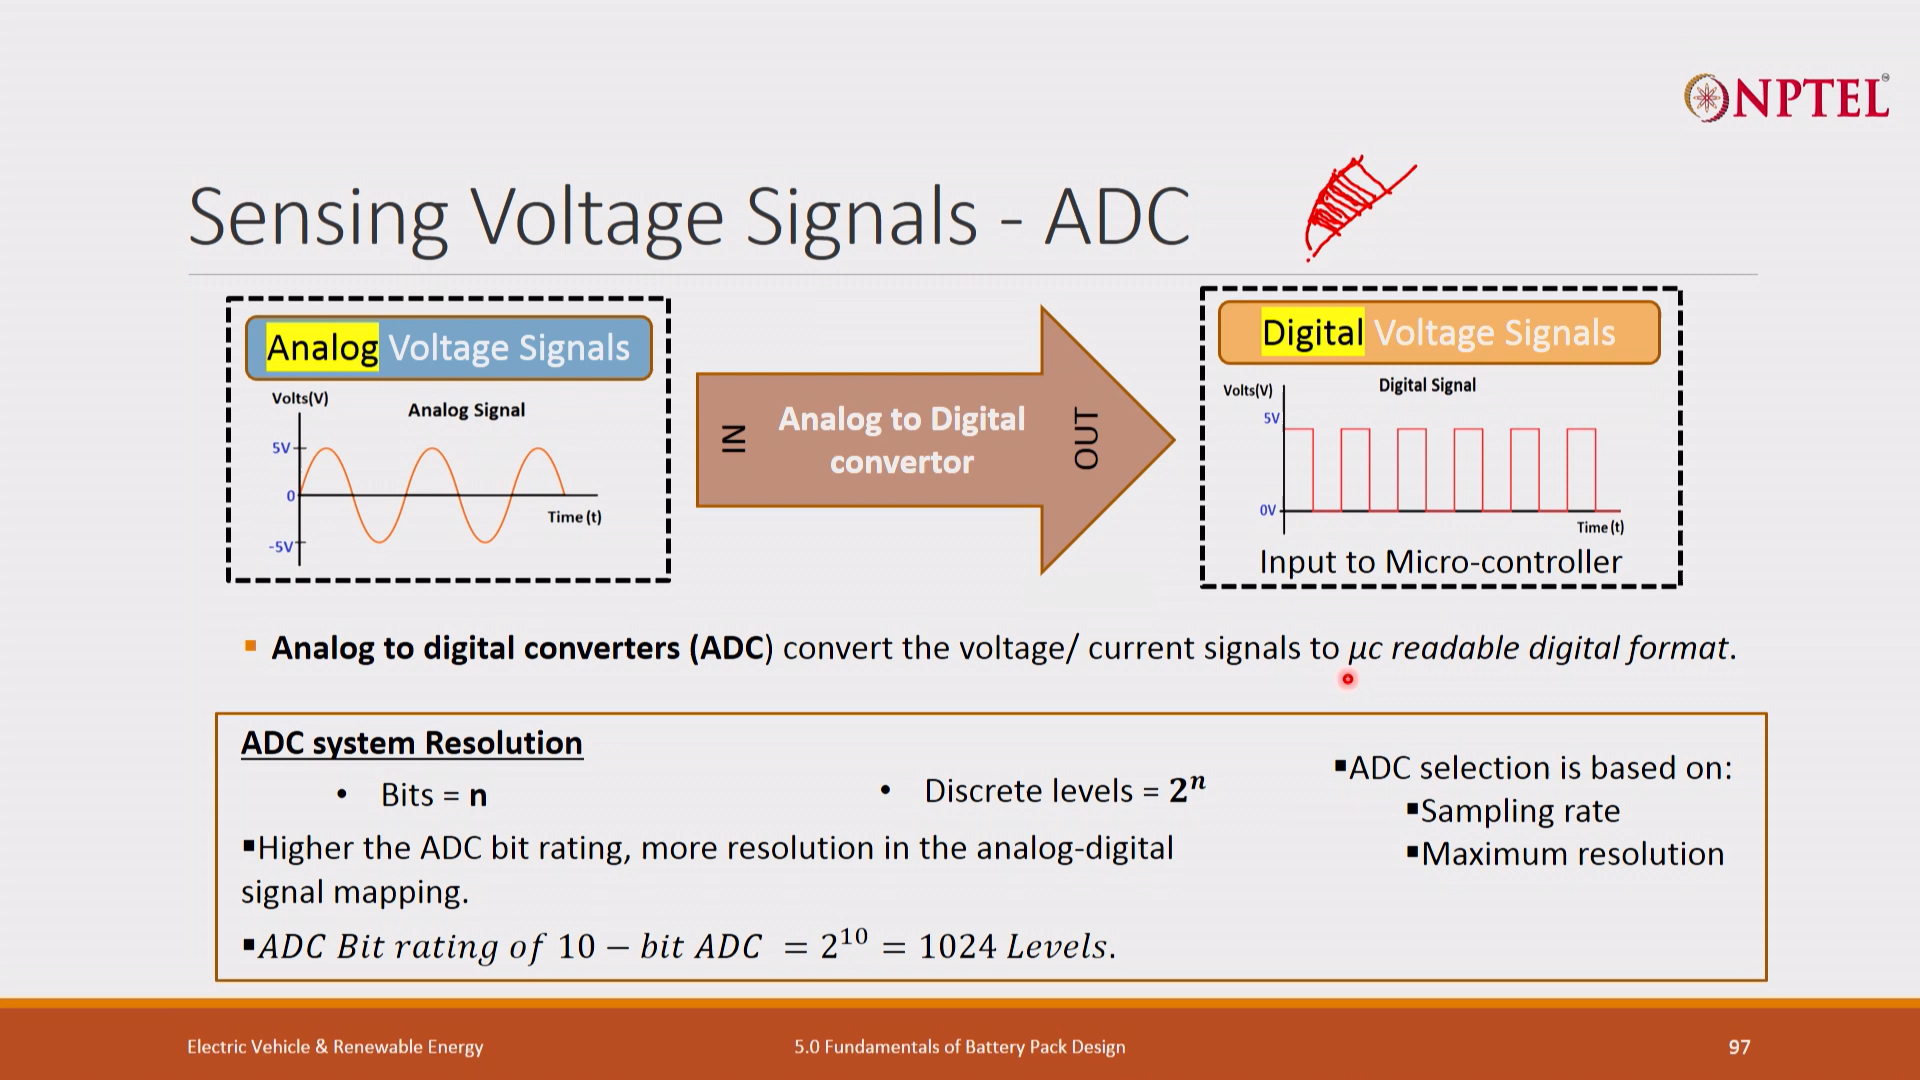 NPTEL
Sensing Voltage Signals - ADC
Analog Voltage Signals
Volts(V)
Analog Signal
5V
0
-5V
Time (t)
IN
Analog to Digital
convertor
OUT
Digital Voltage Signals
Volts(V)
Digital Signal
5V
0V
Time (t)
Input to Micro-controller
▪ Analog to digital converters (ADC) convert the voltage/ current signals to μc readable digital format.
ADC system Resolution
• Bits = n
• Discrete levels = 2ⁿ
▪Higher the ADC bit rating, more resolution in the analog-digital
signal mapping.
▪ADC Bit rating of 10 − bit ADC = 2¹⁰ = 1024 Levels.
▪ADC selection is based on:
▪Sampling rate
▪Maximum resolution
Electric Vehicle & Renewable Energy
5.0 Fundamentals of Battery Pack Design
97